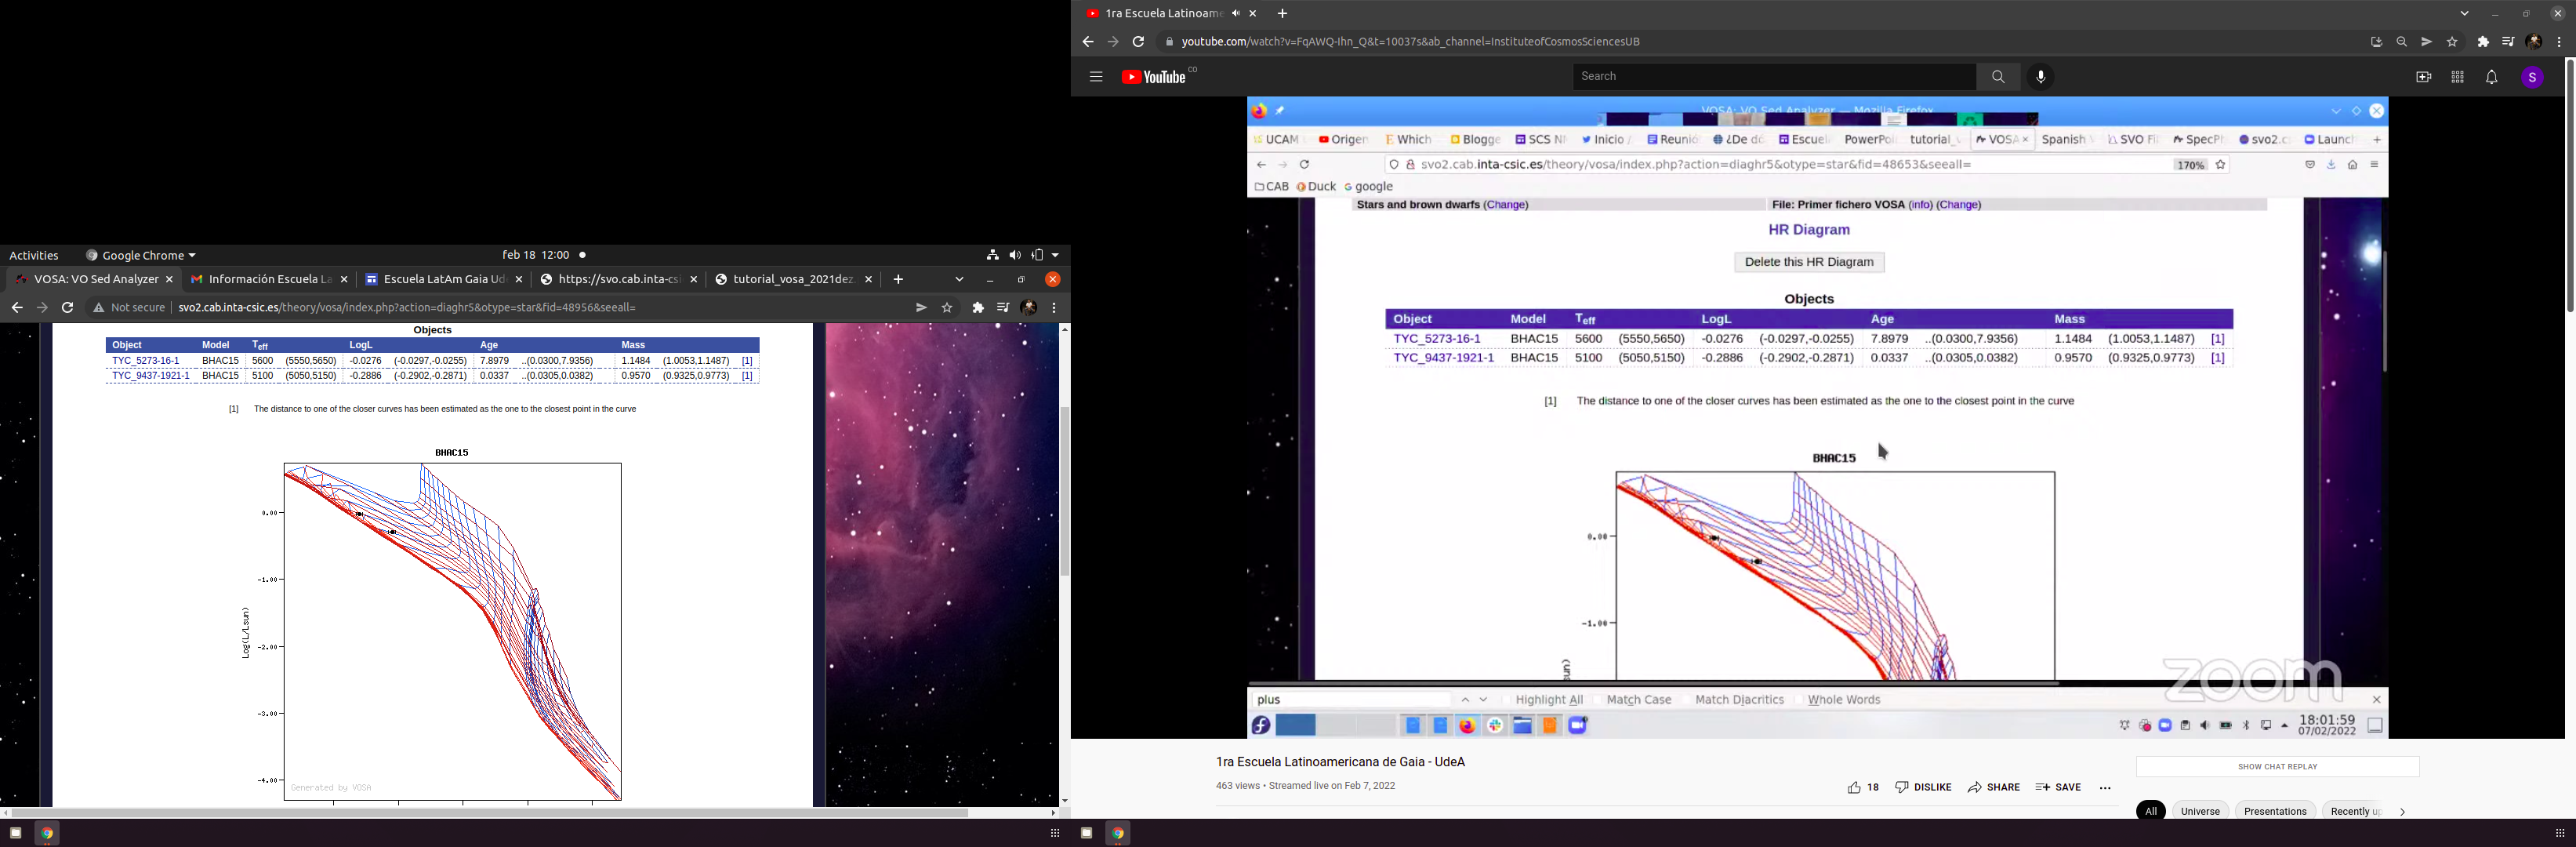 Activities
Google Chrome
feb 18 12:00
VOSA: VO Sed Analyzer
Información Escuela La
Escuela LatAm Gaia Ud
https://svo.cab.inta-csi
tutorial_vosa_2021dez
Not secure
svo2.cab.inta-csic.es/theory/vosa/index.php?action=diaghr5&otype=star&fid=48956&seeall=
Objects
Object Model Teff LogL Age Mass
TYC_5273-16-1 BHAC15 5600 (5550,5650) -0.0276 (-0.0297,-0.0255) 7.8979 ..(0.0300,7.9356) 1.1484 (1.0053,1.1487) [1]
TYC_9437-1921-1 BHAC15 5100 (5050,5150) -0.2886 (-0.2902,-0.2871) 0.0337 ..(0.0305,0.0382) 0.9570 (0.9325,0.9773) [1]
[1] The distance to one of the closer curves has been estimated as the one to the closest point in the curve
BHAC15
0.00
-1.00
-2.00
-3.00
-4.00
Log(L/Lsun)
Generated by VOSA
1ra Escuela Latinoame
youtube.com/watch?v=FqAWQ-Ihn_Q&t=10037s&ab_channel=InstituteofCosmosSciencesUB
YouTube CO
Search
S
VOSA: VO Sed Analyzer — Mozilla Firefox
UCAM
Origen
Which
Blogge
SCS N
Inicio /
Reunió
¿De dó
Escuel
PowerPoi
tutorial_v
VOSA
Spanish
SVO Fi
SpecPh
svo2.c
Launch
svo2.cab.inta-csic.es/theory/vosa/index.php?action=diaghr5&otype=star&fid=48653&seeall=
170%
CAB
Duck
google
Stars and brown dwarfs (Change)
File: Primer fichero VOSA (info) (Change)
HR Diagram
Delete this HR Diagram
Objects
Object Model Teff LogL Age Mass
TYC_5273-16-1 BHAC15 5600 (5550,5650) -0.0276 (-0.0297,-0.0255) 7.8979 ..(0.0300,7.9356) 1.1484 (1.0053,1.1487) [1]
TYC_9437-1921-1 BHAC15 5100 (5050,5150) -0.2886 (-0.2902,-0.2871) 0.0337 ..(0.0305,0.0382) 0.9570 (0.9325,0.9773) [1]
[1] The distance to one of the closer curves has been estimated as the one to the closest point in the curve
BHAC15
0.00
-1.00
zoom
plus
Highlight All
Match Case
Match Diacritics
Whole Words
18:01:59
07/02/2022
1ra Escuela Latinoamericana de Gaia - UdeA
463 views • Streamed live on Feb 7, 2022
18
DISLIKE
SHARE
SAVE
SHOW CHAT REPLAY
All
Universe
Presentations
Recently up